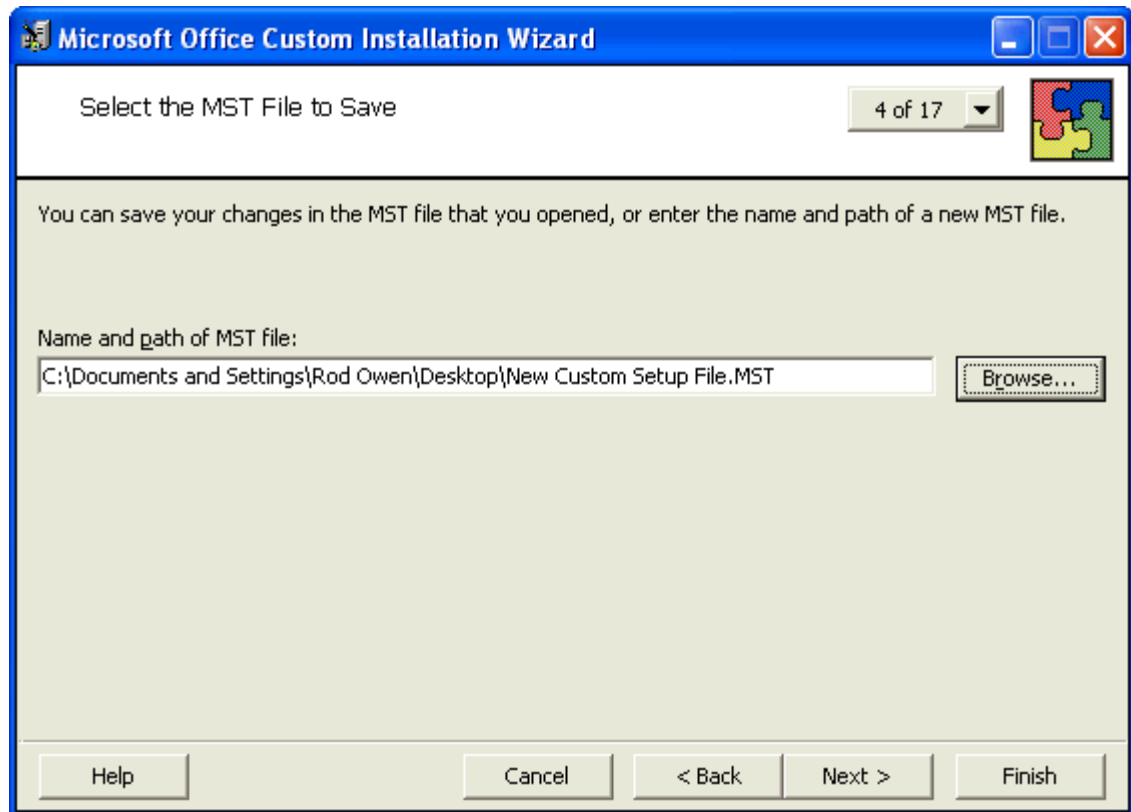 Microsoft Office Custom Installation Wizard
Select the MST File to Save
4 of 17
You can save your changes in the MST file that you opened, or enter the name and path of a new MST file.
Name and path of MST file:
C:\Documents and Settings\Rod Owen\Desktop\New Custom Setup File.MST
Browse...
Help Cancel < Back Next > Finish